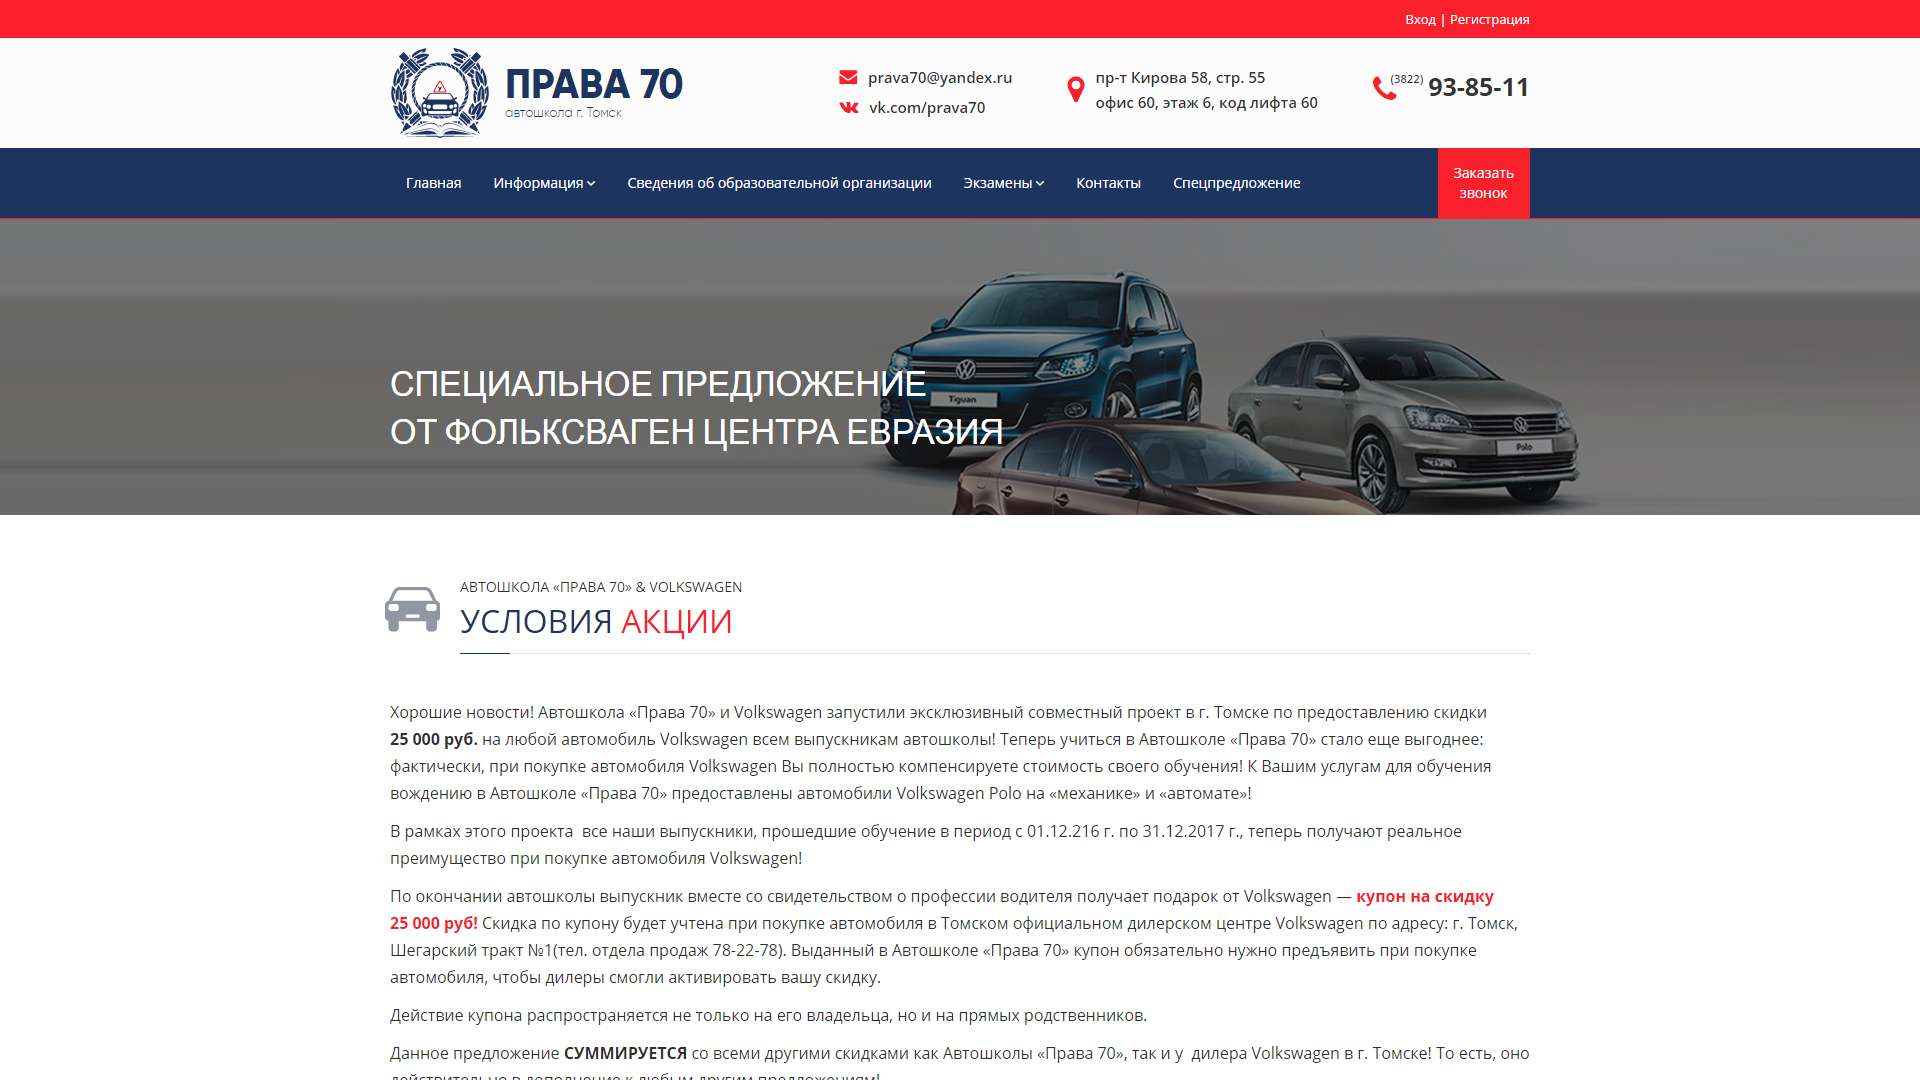 Вход | Регистрация
ПРАВА 70
автошкола г. Томск
prava70@yandex.ru
vk.com/prava70
пр-т Кирова 58, стр. 55
офис 60, этаж 6, код лифта 60
(3822) 93-85-11
Главная Информация Сведения об образовательной организации Экзамены Контакты Спецпредложение
Заказать
звонок
СПЕЦИАЛЬНОЕ ПРЕДЛОЖЕНИЕ
ОТ ФОЛЬКСВАГЕН ЦЕНТРА ЕВРАЗИЯ
Tiguan
Polo
АВТОШКОЛА «ПРАВА 70» & VOLKSWAGEN
УСЛОВИЯ АКЦИИ
Хорошие новости! Автошкола «Права 70» и Volkswagen запустили эксклюзивный совместный проект в г. Томске по предоставлению скидки
25 000 руб. на любой автомобиль Volkswagen всем выпускникам автошколы! Теперь учиться в Автошколе «Права 70» стало еще выгоднее:
фактически, при покупке автомобиля Volkswagen Вы полностью компенсируете стоимость своего обучения! К Вашим услугам для обучения
вождению в Автошколе «Права 70» предоставлены автомобили Volkswagen Polo на «механике» и «автомате»!
В рамках этого проекта  все наши выпускники, прошедшие обучение в период с 01.12.216 г. по 31.12.2017 г., теперь получают реальное
преимущество при покупке автомобиля Volkswagen!
По окончании автошколы выпускник вместе со свидетельством о профессии водителя получает подарок от Volkswagen — купон на скидку
25 000 руб! Скидка по купону будет учтена при покупке автомобиля в Томском официальном дилерском центре Volkswagen по адресу: г. Томск,
Шегарский тракт №1(тел. отдела продаж 78-22-78). Выданный в Автошколе «Права 70» купон обязательно нужно предъявить при покупке
автомобиля, чтобы дилеры смогли активировать вашу скидку.
Действие купона распространяется не только на его владельца, но и на прямых родственников.
Данное предложение СУММИРУЕТСЯ со всеми другими скидками как Автошколы «Права 70», так и у  дилера Volkswagen в г. Томске! То есть, оно
действительно в дополнение к любым другим предложениям!